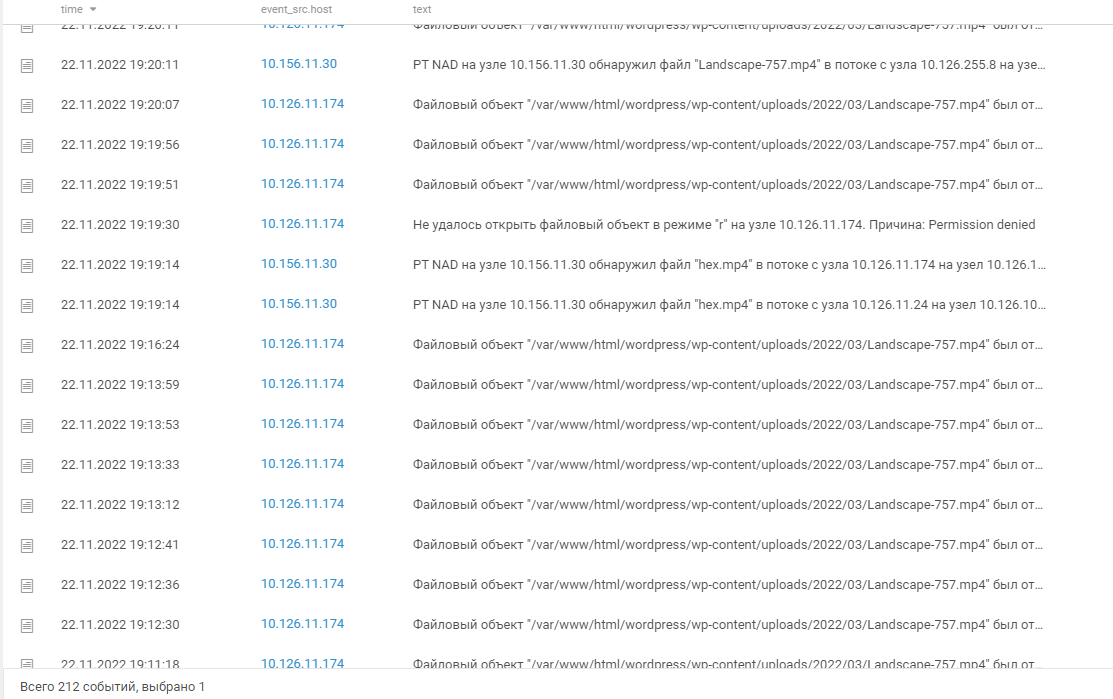 time event_src.host text
22.11.2022 19:20:11 10.126.11.174 Файловый объект "/var/www/html/wordpress/wp-content/uploads/2022/03/Landscape-757.mp4" был от...
22.11.2022 19:20:11 10.156.11.30 PT NAD на узле 10.156.11.30 обнаружил файл "Landscape-757.mp4" в потоке с узла 10.126.255.8 на узе...
22.11.2022 19:20:07 10.126.11.174 Файловый объект "/var/www/html/wordpress/wp-content/uploads/2022/03/Landscape-757.mp4" был от...
22.11.2022 19:19:56 10.126.11.174 Файловый объект "/var/www/html/wordpress/wp-content/uploads/2022/03/Landscape-757.mp4" был от...
22.11.2022 19:19:51 10.126.11.174 Файловый объект "/var/www/html/wordpress/wp-content/uploads/2022/03/Landscape-757.mp4" был от...
22.11.2022 19:19:30 10.126.11.174 Не удалось открыть файловый объект в режиме "r" на узле 10.126.11.174. Причина: Permission denied
22.11.2022 19:19:14 10.156.11.30 PT NAD на узле 10.156.11.30 обнаружил файл "hex.mp4" в потоке с узла 10.126.11.174 на узел 10.126.1...
22.11.2022 19:19:14 10.156.11.30 PT NAD на узле 10.156.11.30 обнаружил файл "hex.mp4" в потоке с узла 10.126.11.24 на узел 10.126.10...
22.11.2022 19:16:24 10.126.11.174 Файловый объект "/var/www/html/wordpress/wp-content/uploads/2022/03/Landscape-757.mp4" был от...
22.11.2022 19:13:59 10.126.11.174 Файловый объект "/var/www/html/wordpress/wp-content/uploads/2022/03/Landscape-757.mp4" был от...
22.11.2022 19:13:53 10.126.11.174 Файловый объект "/var/www/html/wordpress/wp-content/uploads/2022/03/Landscape-757.mp4" был от...
22.11.2022 19:13:33 10.126.11.174 Файловый объект "/var/www/html/wordpress/wp-content/uploads/2022/03/Landscape-757.mp4" был от...
22.11.2022 19:13:12 10.126.11.174 Файловый объект "/var/www/html/wordpress/wp-content/uploads/2022/03/Landscape-757.mp4" был от...
22.11.2022 19:12:41 10.126.11.174 Файловый объект "/var/www/html/wordpress/wp-content/uploads/2022/03/Landscape-757.mp4" был от...
22.11.2022 19:12:36 10.126.11.174 Файловый объект "/var/www/html/wordpress/wp-content/uploads/2022/03/Landscape-757.mp4" был от...
22.11.2022 19:12:30 10.126.11.174 Файловый объект "/var/www/html/wordpress/wp-content/uploads/2022/03/Landscape-757.mp4" был от...
22.11.2022 19:11:18 10.126.11.174 Файловый объект "/var/www/html/wordpress/wp-content/uploads/2022/03/Landscape-757.mp4" был от...
Всего 212 событий, выбрано 1